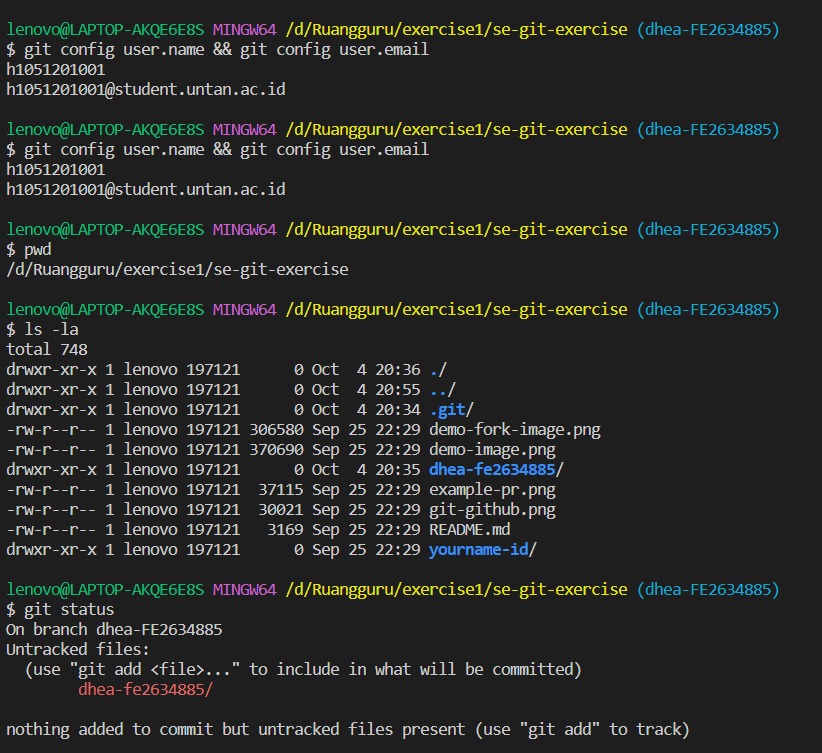 lenovo@LAPTOP-AKQE6E8S MINGW64 /d/Ruangguru/exercise1/se-git-exercise (dhea-FE2634885)
$ git config user.name && git config user.email
h1051201001
h1051201001@student.untan.ac.id

lenovo@LAPTOP-AKQE6E8S MINGW64 /d/Ruangguru/exercise1/se-git-exercise (dhea-FE2634885)
$ git config user.name && git config user.email
h1051201001
h1051201001@student.untan.ac.id

lenovo@LAPTOP-AKQE6E8S MINGW64 /d/Ruangguru/exercise1/se-git-exercise (dhea-FE2634885)
$ pwd
/d/Ruangguru/exercise1/se-git-exercise

lenovo@LAPTOP-AKQE6E8S MINGW64 /d/Ruangguru/exercise1/se-git-exercise (dhea-FE2634885)
$ ls -la
total 748
drwxr-xr-x 1 lenovo 197121      0 Oct  4 20:36 ./
drwxr-xr-x 1 lenovo 197121      0 Oct  4 20:55 ../
drwxr-xr-x 1 lenovo 197121      0 Oct  4 20:34 .git/
-rw-r--r-- 1 lenovo 197121 306580 Sep 25 22:29 demo-fork-image.png
-rw-r--r-- 1 lenovo 197121 370690 Sep 25 22:29 demo-image.png
drwxr-xr-x 1 lenovo 197121      0 Oct  4 20:35 dhea-fe2634885/
-rw-r--r-- 1 lenovo 197121  37115 Sep 25 22:29 example-pr.png
-rw-r--r-- 1 lenovo 197121  30021 Sep 25 22:29 git-github.png
-rw-r--r-- 1 lenovo 197121   3169 Sep 25 22:29 README.md
drwxr-xr-x 1 lenovo 197121      0 Sep 25 22:29 yourname-id/

lenovo@LAPTOP-AKQE6E8S MINGW64 /d/Ruangguru/exercise1/se-git-exercise (dhea-FE2634885)
$ git status
On branch dhea-FE2634885
Untracked files:
  (use "git add <file>..." to include in what will be committed)
        dhea-fe2634885/

nothing added to commit but untracked files present (use "git add" to track)